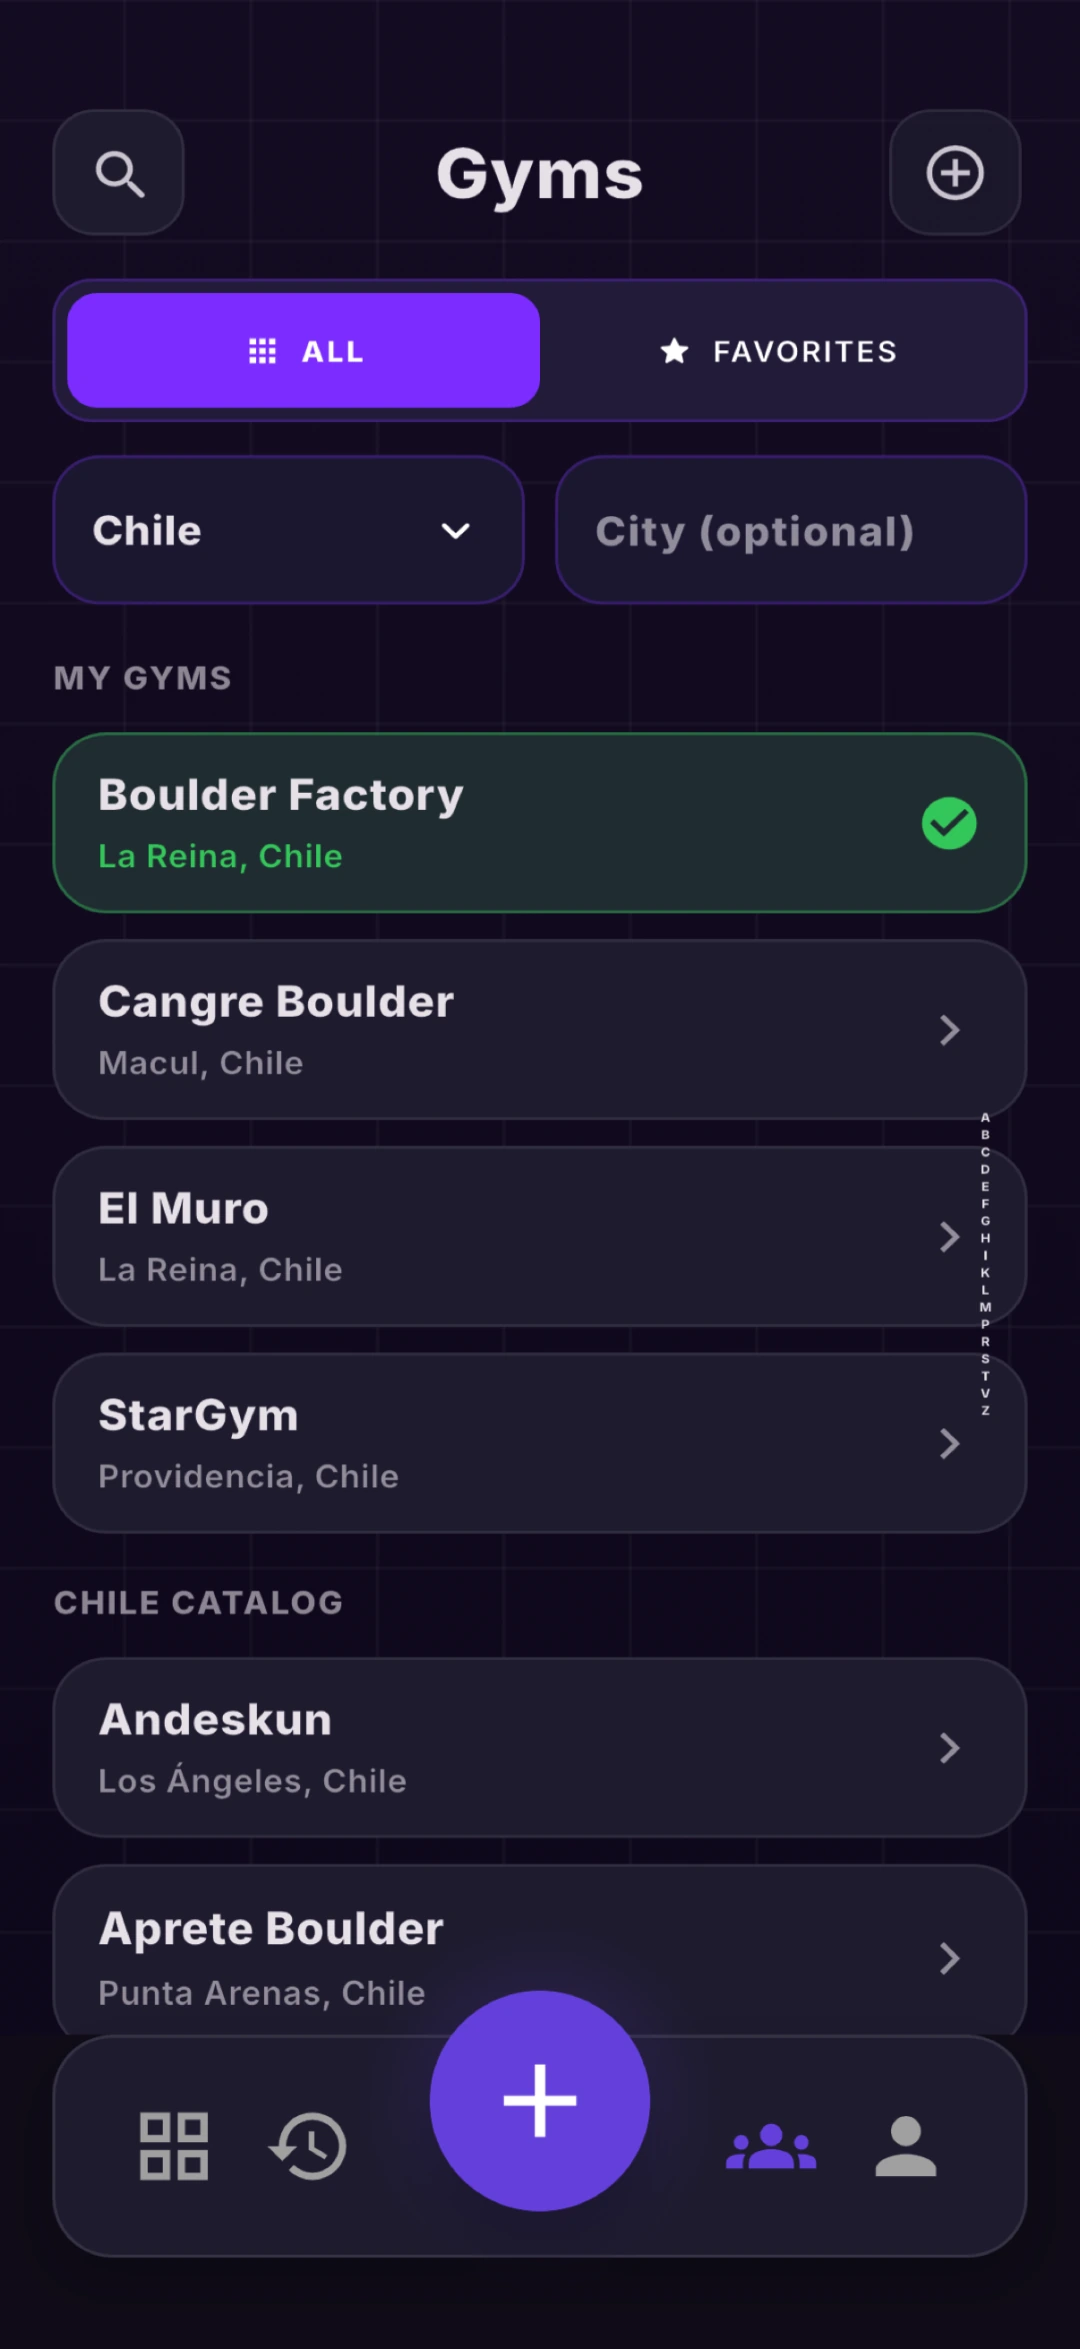 Gyms
ALL
FAVORITES
Chile
City (optional)
MY GYMS
Boulder Factory
La Reina, Chile
Cangre Boulder
Macul, Chile
El Muro
La Reina, Chile
StarGym
Providencia, Chile
A
B
C
D
E
F
G
H
I
K
L
M
P
R
S
T
V
Z
CHILE CATALOG
Andeskun
Los Ángeles, Chile
Aprete Boulder
Punta Arenas, Chile